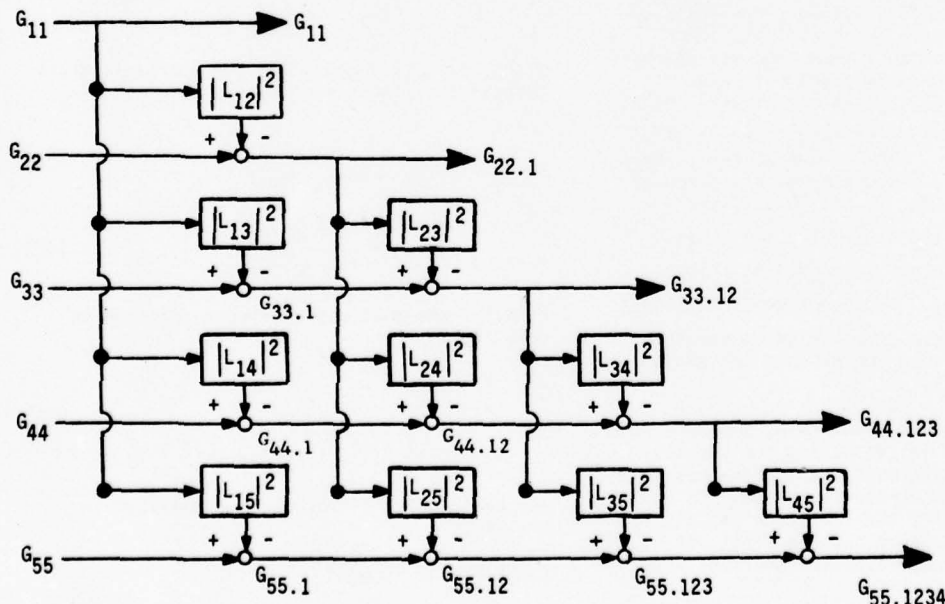 G11 G11
|L12|^2
+ -
G22 G22.1
|L13|^2 |L23|^2
+ - + -
G33 G33.1 G33.12
|L14|^2 |L24|^2 |L34|^2
+ - + - + -
G44 G44.1 G44.12 G44.123
|L15|^2 |L25|^2 |L35|^2 |L45|^2
+ - + - + - + -
G55 G55.1 G55.12 G55.123 G55.1234